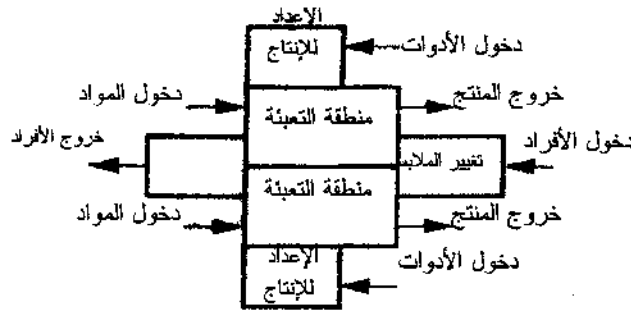 الإعداد
للإنتاج
دخول الأدوات
دخول المواد
خروج المنتج
منطقة التعبئة
خروج الأفراد
تغيير الملابس
دخول الأفراد
منطقة التعبئة
دخول المواد
خروج المنتج
الإعداد
للإنتاج
دخول الأدوات